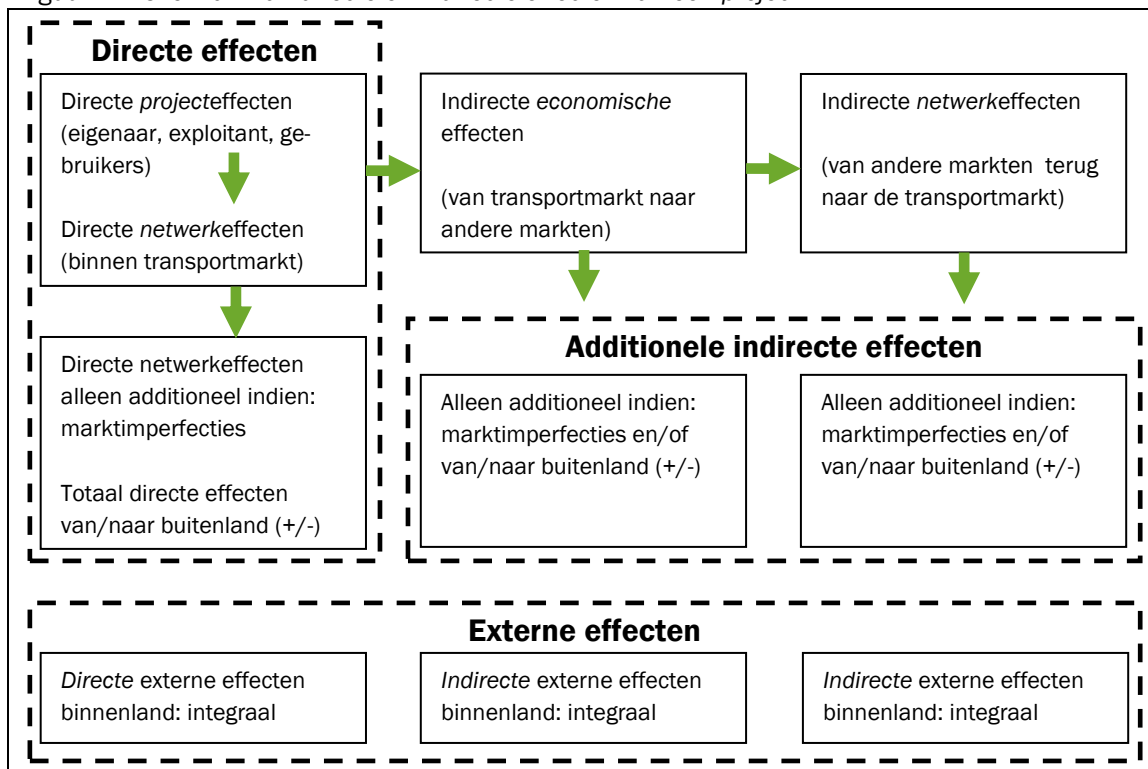 Directe effecten
Directe projecteffecten
(eigenaar, exploitant, ge-
bruikers)
Directe netwerkeffecten
(binnen transportmarkt)
Indirecte economische
effecten
(van transportmarkt naar
andere markten)
Indirecte netwerkeffecten
(van andere markten terug
naar de transportmarkt)
Directe netwerkeffecten
alleen additioneel indien:
marktimperfecties
Totaal directe effecten
van/naar buitenland (+/-)
Additionele indirecte effecten
Alleen additioneel indien:
marktimperfecties en/of
van/naar buitenland (+/-)
Alleen additioneel indien:
marktimperfecties en/of
van/naar buitenland (+/-)
Externe effecten
Directe externe effecten
binnenland: integraal
Indirecte externe effecten
binnenland: integraal
Indirecte externe effecten
binnenland: integraal